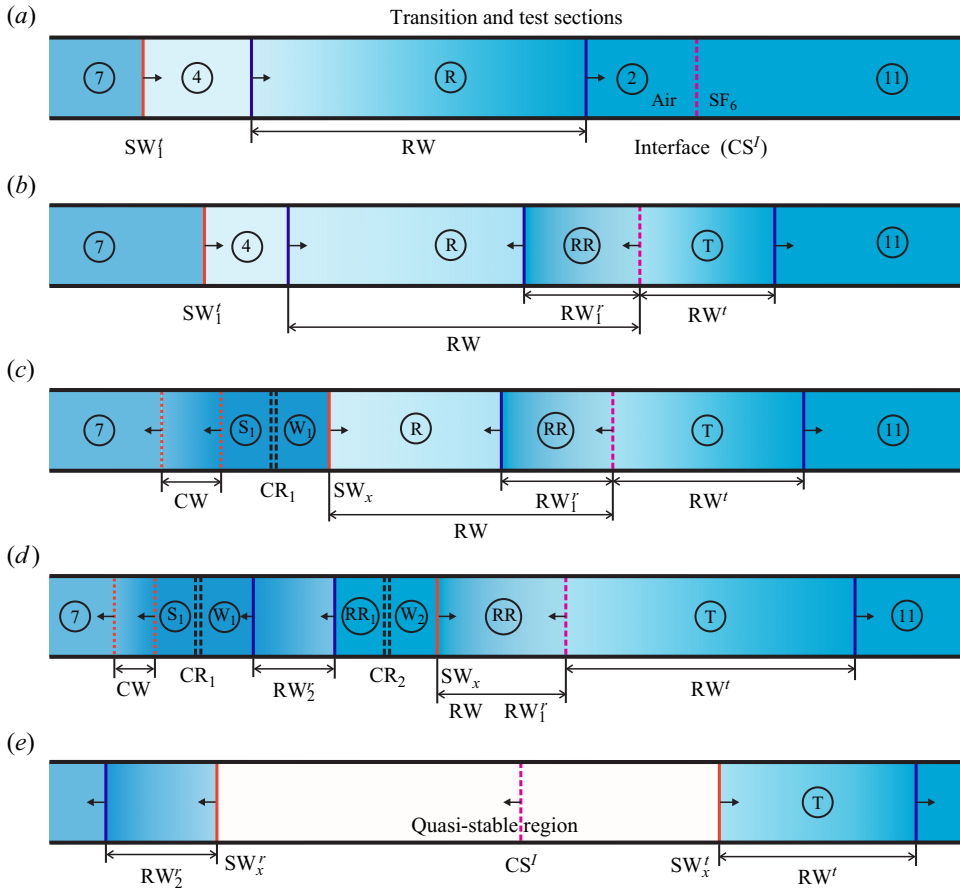 (a) Transition and test sections
7 4 R 2 Air SF₆ 11
SW₁ᵗ RW Interface (CSᴵ)
(b)
7 4 R RR T 11
SW₁ᵗ RW₁ʳ RWᵗ
RW
(c)
7 S₁ W₁ R RR T 11
CW CR₁ SWₓ RW₁ʳ RWᵗ
RW
(d)
7 S₁ W₁ RR₁ W₂ RR T 11
CW CR₁ RW₂ʳ CR₂ SWₓ RWᵗ
RW RW₁ʳ
(e)
T
Quasi-stable region
RW₂ʳ SWₓʳ CSᴵ SWₓᵗ RWᵗ